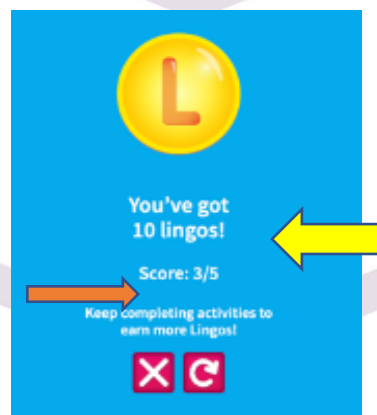 L
You've got
10 lingos!
Score: 3/5
Keep completing activities to
earn more Lingos!